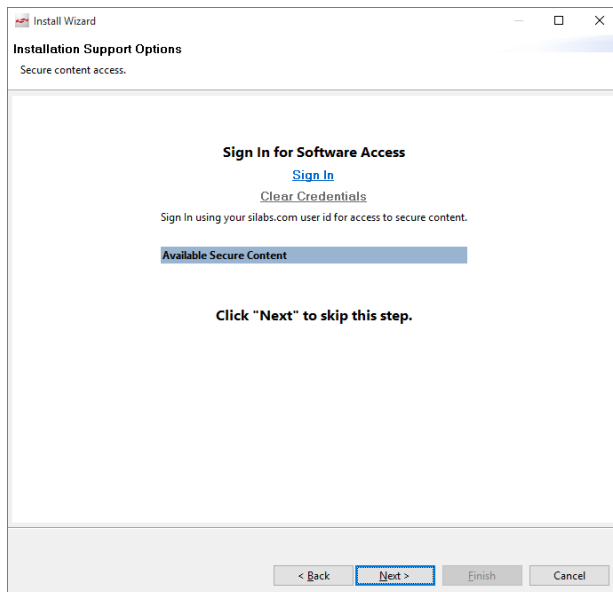 Install Wizard
Installation Support Options
Secure content access.
Sign In for Software Access
Sign In
Clear Credentials
Sign In using your silabs.com user id for access to secure content.
Available Secure Content
Click "Next" to skip this step.
< Back Next > Finish Cancel